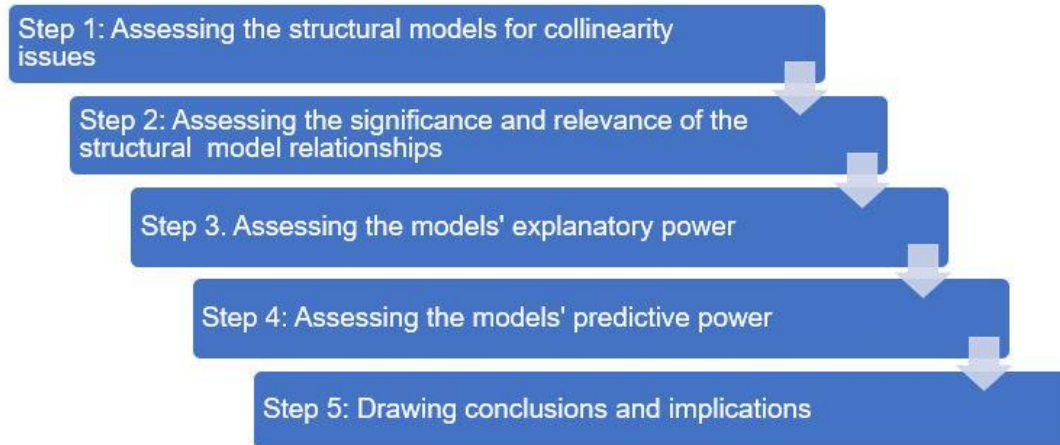 Step 1: Assessing the structural models for collinearity
issues
Step 2: Assessing the significance and relevance of the
structural  model relationships
Step 3. Assessing the models' explanatory power
Step 4: Assessing the models' predictive power
Step 5: Drawing conclusions and implications